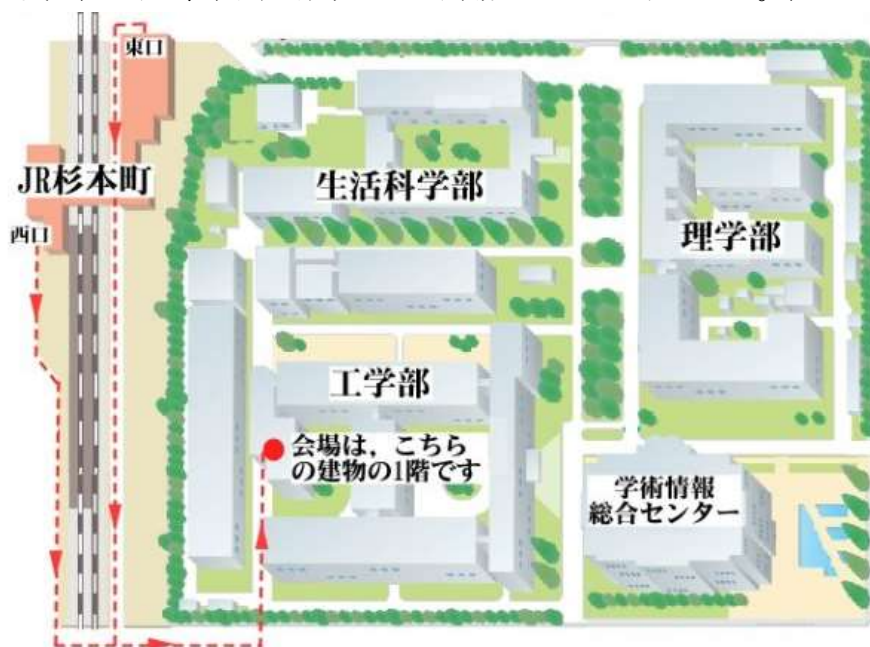 東口
JR杉本町
西口
生活科学部
理学部
工学部
会場は，こちら
の建物の1階です
学術情報
総合センター